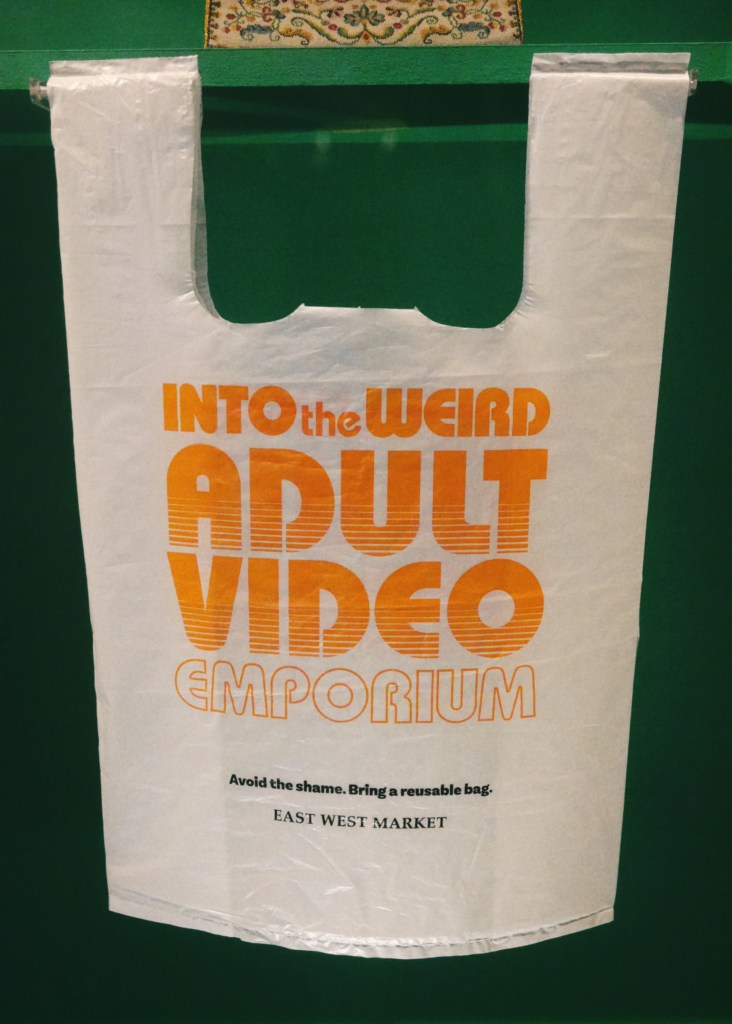 INTO the WEIRD
ADULT
VIDEO
EMPORIUM
Avoid the shame. Bring a reusable bag.
EAST WEST MARKET